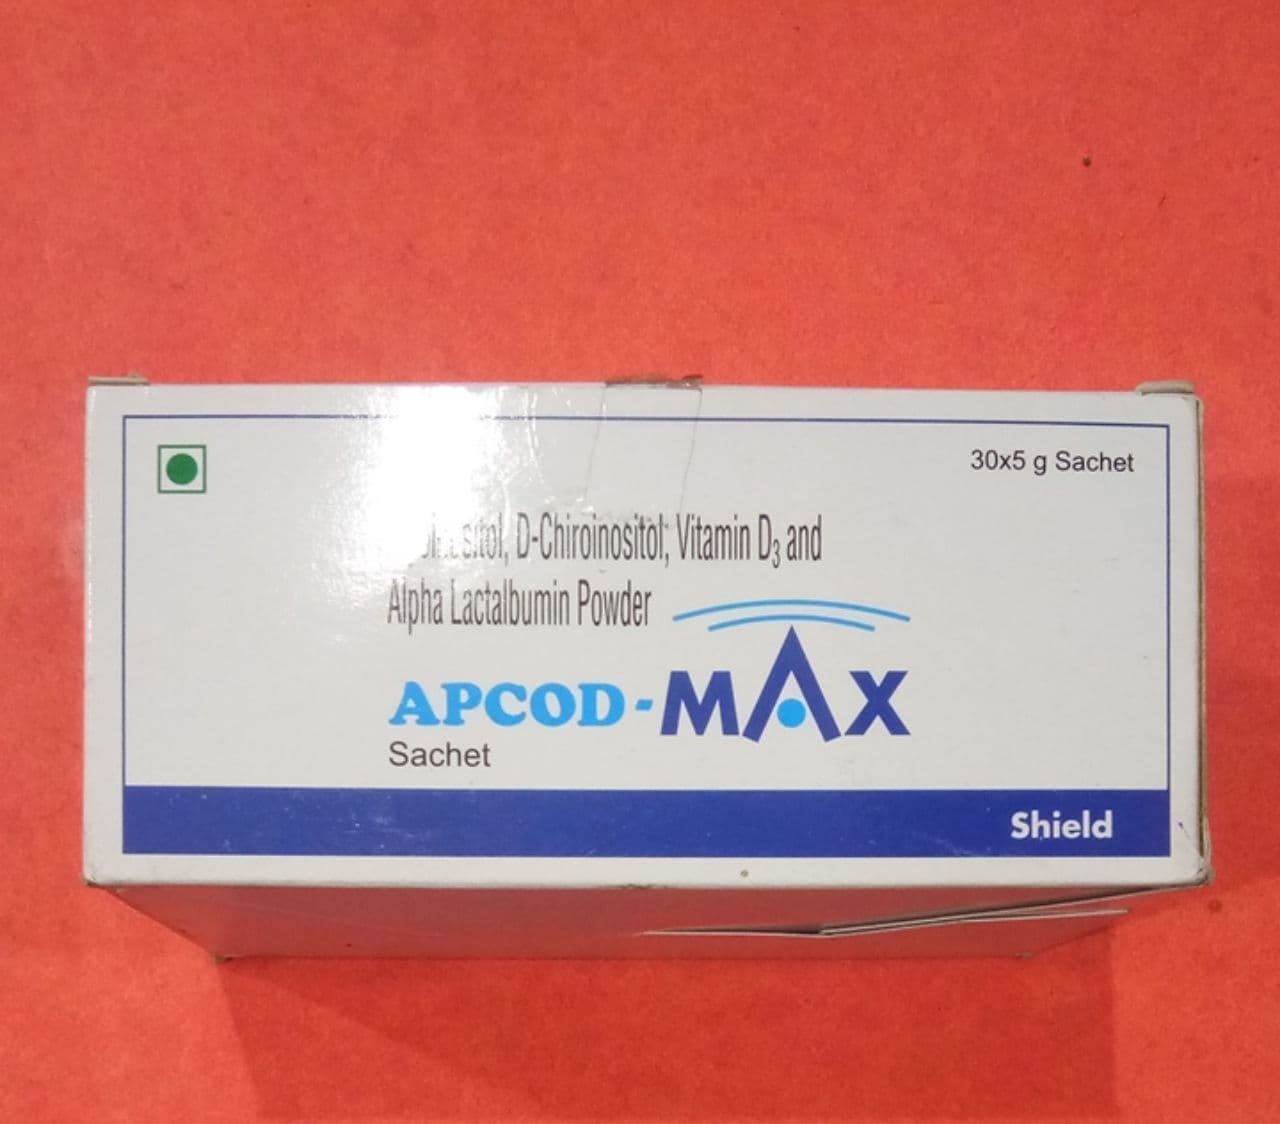 30x5 g Sachet
D-Chiroinositol, Vitamin D₃ and
Alpha Lactalbumin Powder
APCOD-MAX
Sachet
Shield